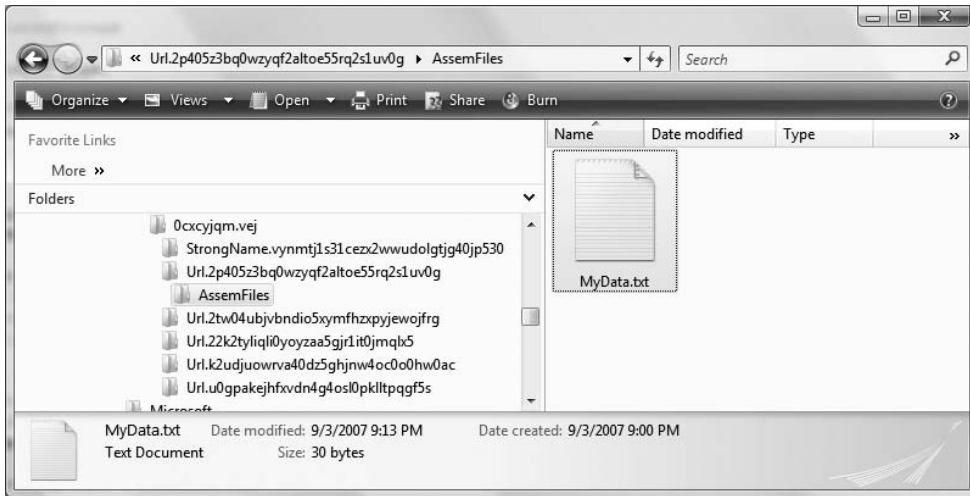 « Url.2p405z3bq0wzyqf2altoe55rq2s1uv0g ▸ AssemFiles
Search
Organize Views Open Print Share Burn
Favorite Links
More »
Folders
Name Date modified Type »
0cxcyjqm.vej
StrongName.vynmtj1s31cezx2wwudolgtjg40jp530
Url.2p405z3bq0wzyqf2altoe55rq2s1uv0g
AssemFiles
Url.2tw04ubjvbndio5xymfhzxpyjewojfrg
Url.22k2tyliqli0yoyzaa5gjr1it0jmqlx5
Url.k2udjuowrva40dz5ghjnw4oc0o0hw0ac
Url.u0gpakejhfxvdn4g4osl0pklltpqgf5s
Microsoft
MyData.txt
MyData.txt Date modified: 9/3/2007 9:13 PM Date created: 9/3/2007 9:00 PM
Text Document Size: 30 bytes